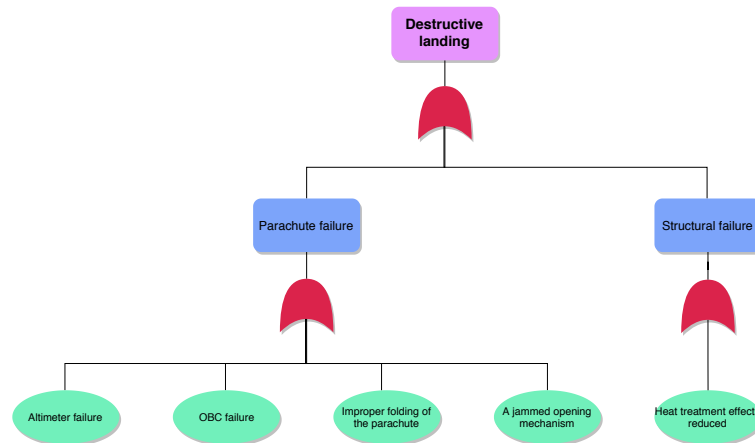 Destructive
landing
Parachute failure
Structural failure
Altimeter failure
OBC failure
Improper folding of
the parachute
A jammed opening
mechanism
Heat treatment effect
reduced